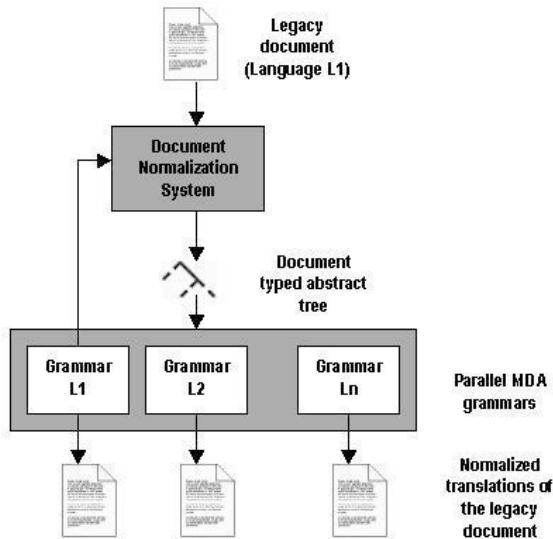 Legacy
document
(Language L1)
Document
Normalization
System
Document
typed abstract
tree
Grammar
L1
Grammar
L2
Grammar
Ln
Parallel MDA
grammars
Normalized
translations of
the legacy
document